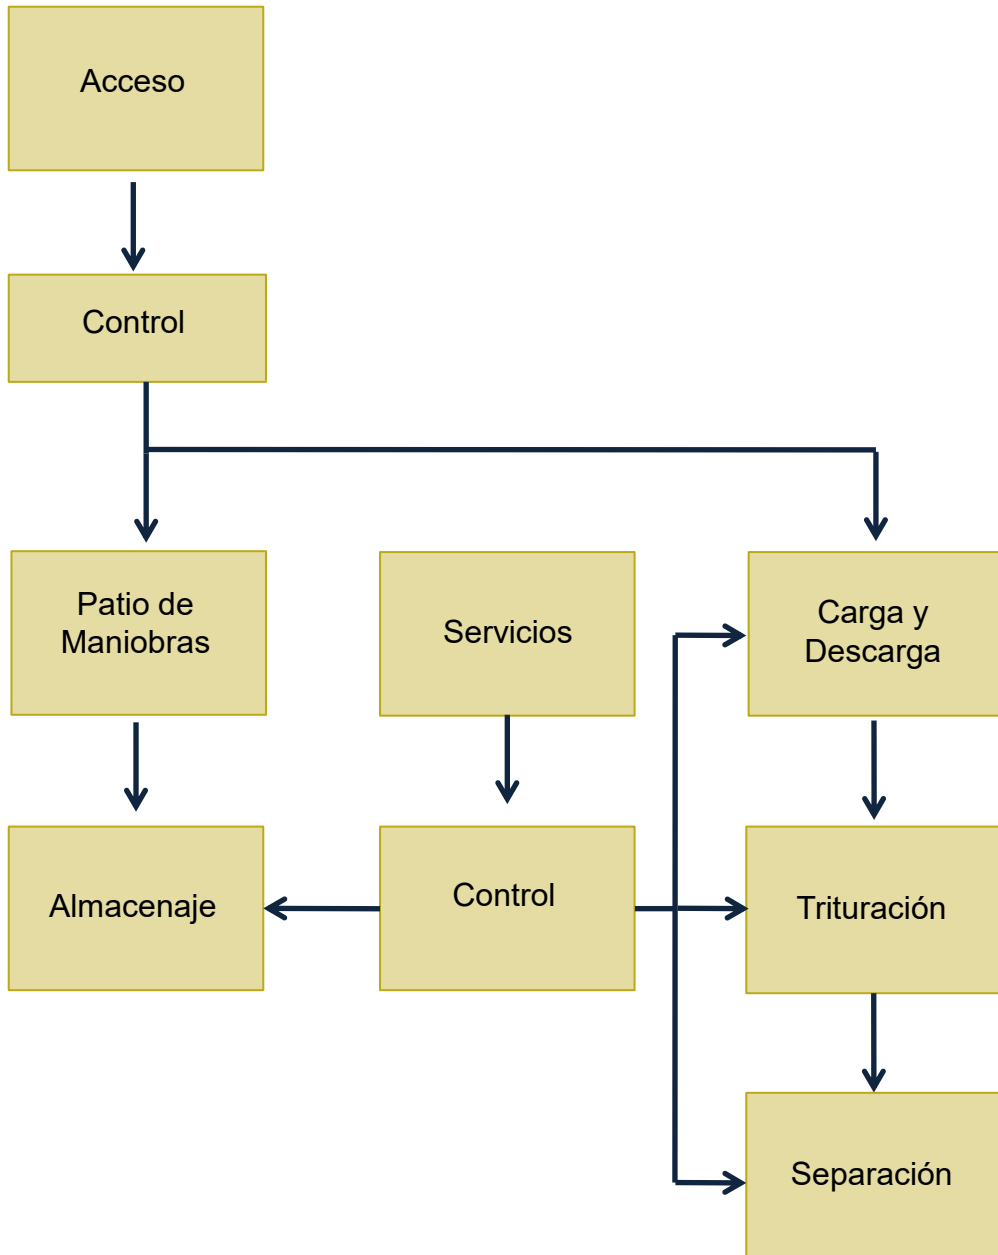 Acceso
Control
Patio de
Maniobras
Servicios
Carga y
Descarga
Almacenaje
Control
Trituración
Separación